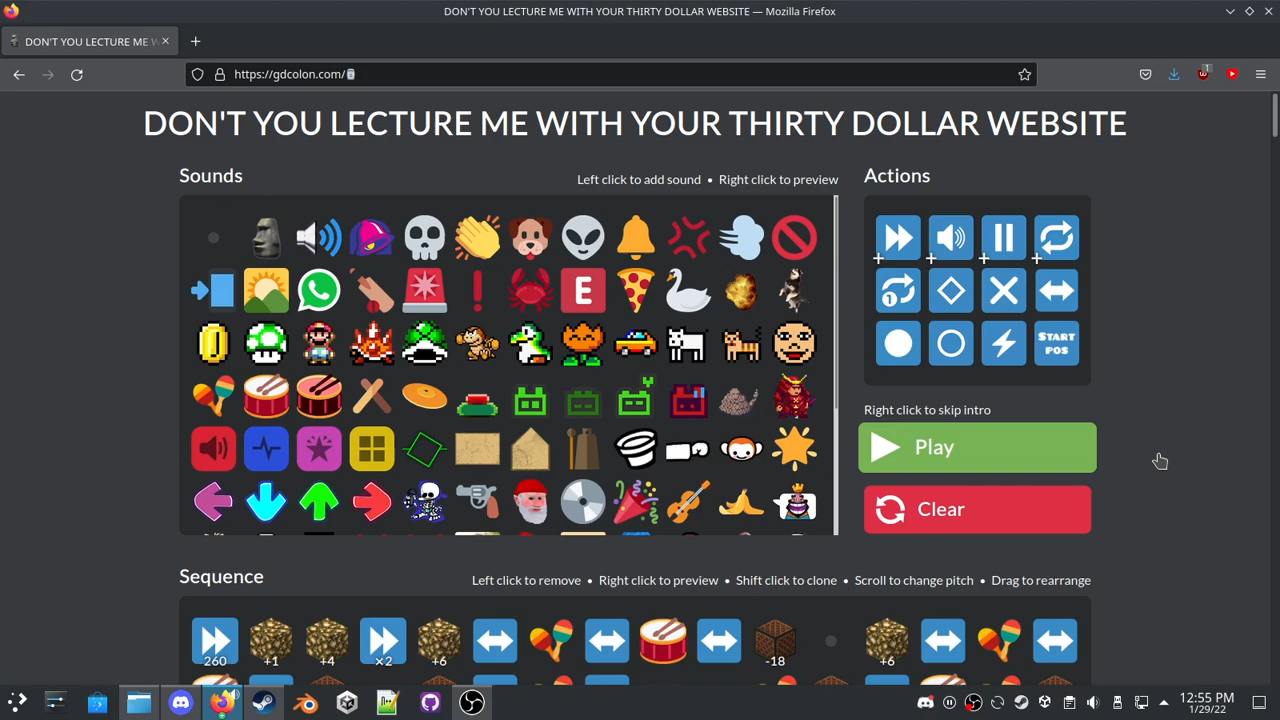 DON'T YOU LECTURE ME WITH YOUR THIRTY DOLLAR WEBSITE — Mozilla Firefox
DON'T YOU LECTURE ME W
https://gdcolon.com/🗿
1
DON'T YOU LECTURE ME WITH YOUR THIRTY DOLLAR WEBSITE
Sounds
Left click to add sound • Right click to preview
Actions
E
1
START
POS
Right click to skip intro
Play
Clear
Sequence
Left click to remove • Right click to preview • Shift click to clone • Scroll to change pitch • Drag to rearrange
260 +1 +4 ×2 +6 -18 +6
12:55 PM
1/29/22